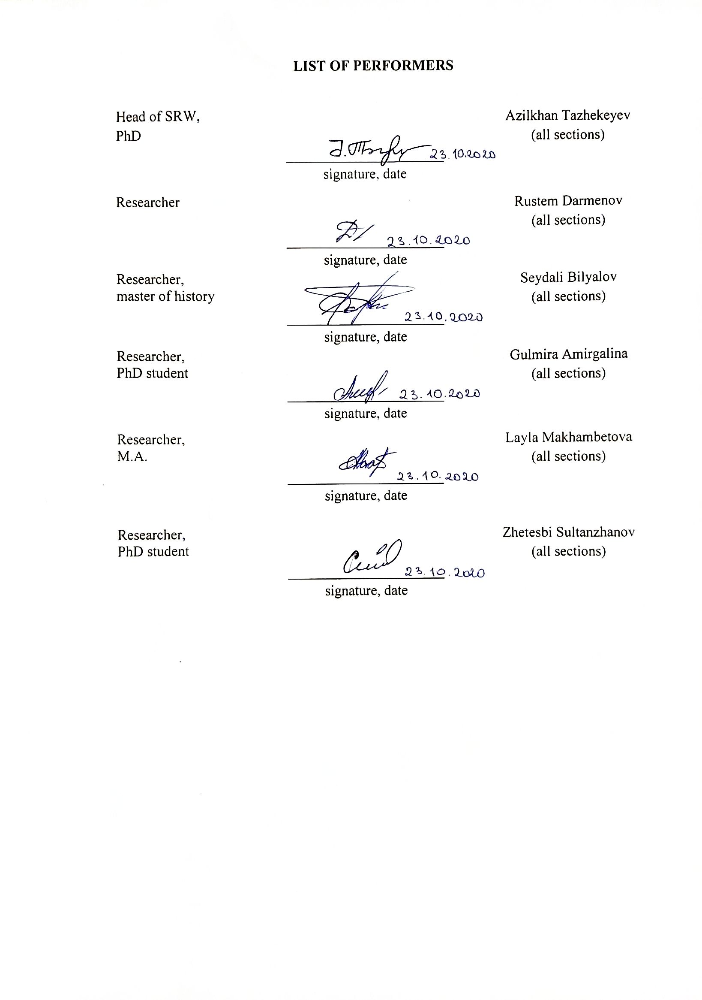 LIST OF PERFORMERS
Head of SRW,
PhD
Azilkhan Tazhekeyev
(all sections)
23.10.2020
signature, date
Researcher
Rustem Darmenov
(all sections)
23.10.2020
signature, date
Researcher,
master of history
Seydali Bilyalov
(all sections)
23.10.2020
signature, date
Researcher,
PhD student
Gulmira Amirgalina
(all sections)
23.10.2020
signature, date
Researcher,
M.A.
Layla Makhambetova
(all sections)
23.10.2020
signature, date
Researcher,
PhD student
Zhetesbi Sultanzhanov
(all sections)
23.10.2020
signature, date